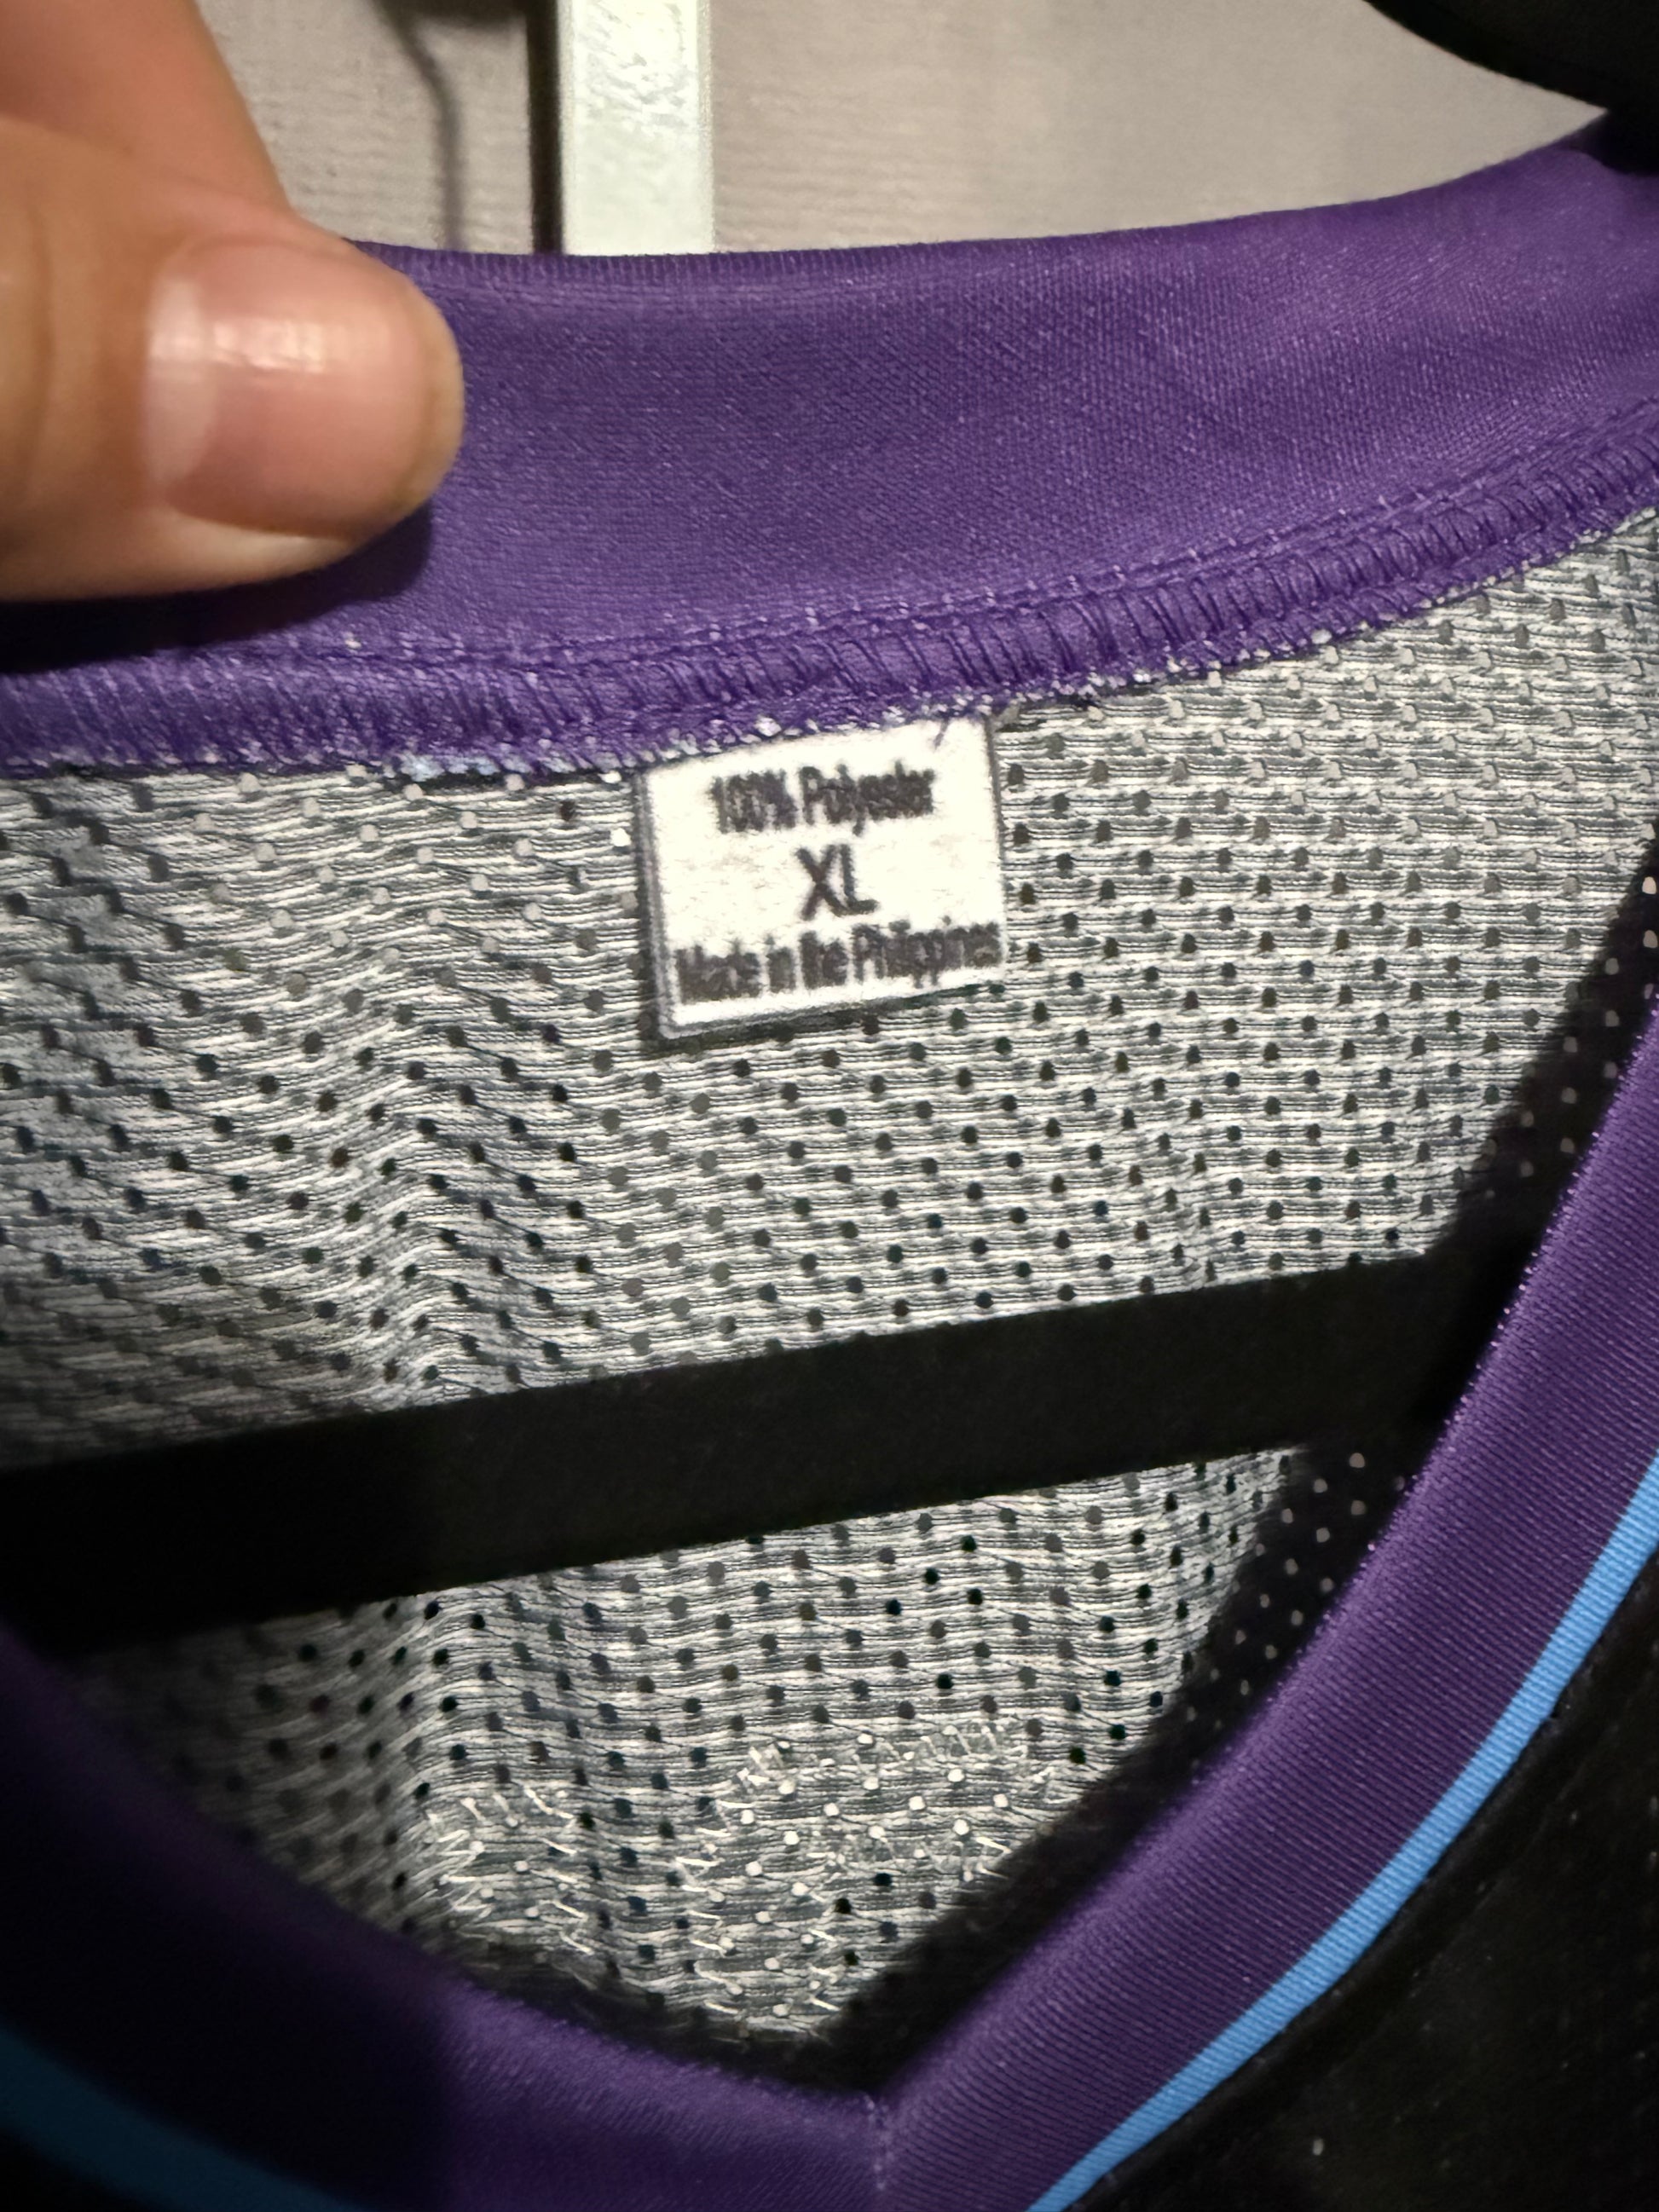 100% Polyester
XL
Made in the Philippines